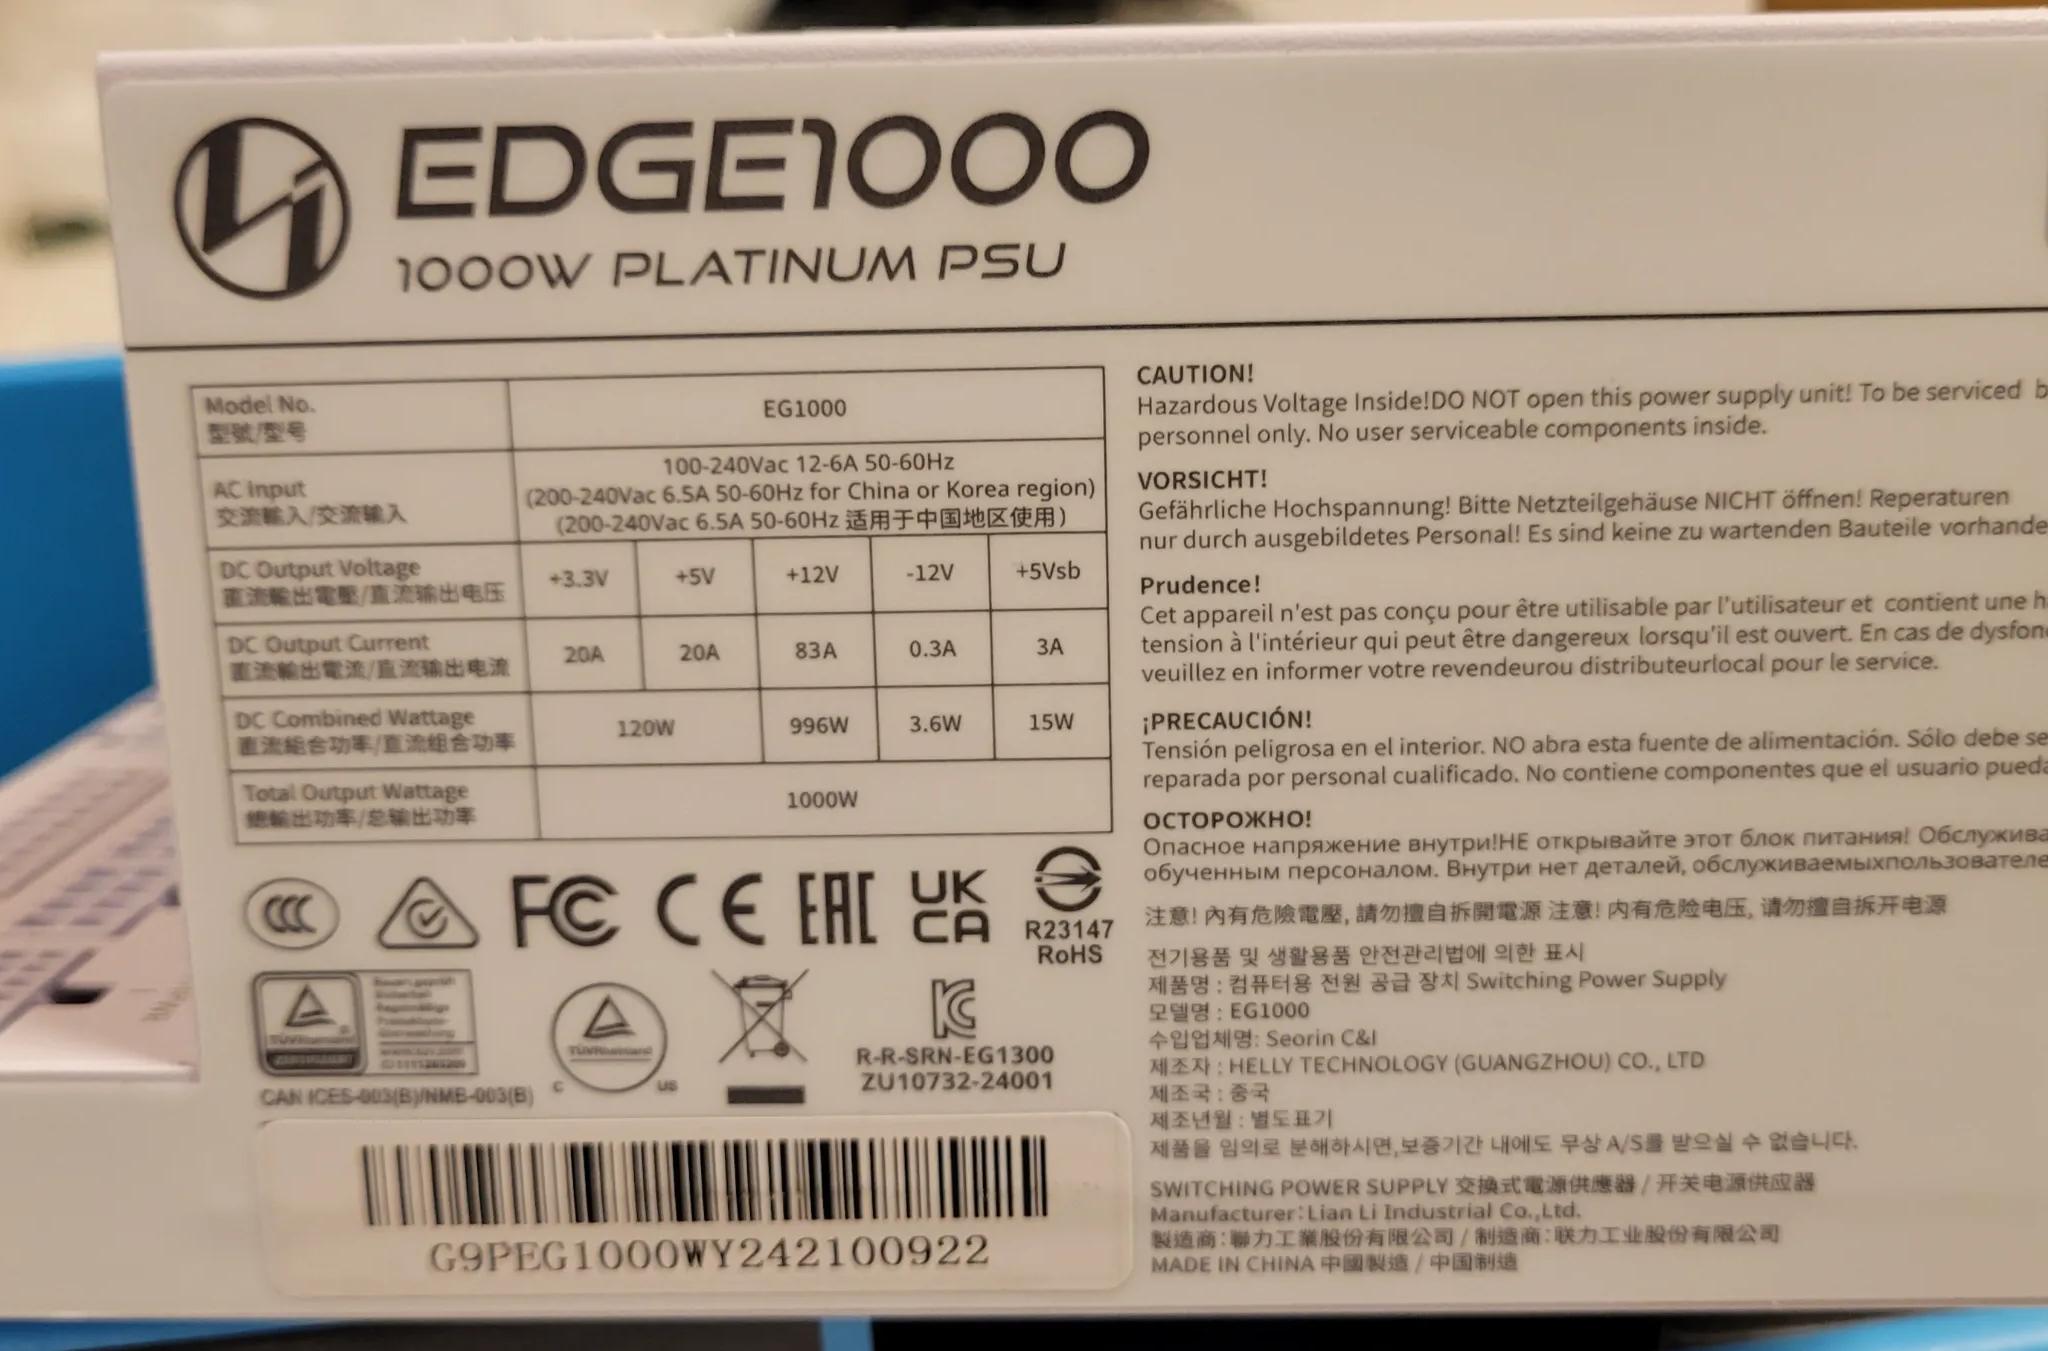 EDGE1000
1000W PLATINUM PSU
Model No.
型號/型号
EG1000
AC Input
交流輸入/交流输入
100-240Vac 12-6A 50-60Hz
(200-240Vac 6.5A 50-60Hz for China or Korea region)
(200-240Vac 6.5A 50-60Hz 适用于中国地区使用)
DC Output Voltage
直流輸出電壓/直流输出电压
+3.3V +5V +12V -12V +5Vsb
DC Output Current
直流輸出電流/直流输出电流
20A 20A 83A 0.3A 3A
DC Combined Wattage
直流組合功率/直流组合功率
120W 996W 3.6W 15W
Total Output Wattage
總輸出功率/总输出功率
1000W
CCC FC CE EAC UK
CA
R23147
RoHS
TÜVRheinland
TÜVRheinland
C US
R-R-SRN-EG1300
ZU10732-24001
CAN ICES-003(B)/NMB-003(B)
G9PEG1000WY242100922
CAUTION!
Hazardous Voltage Inside!DO NOT open this power supply unit! To be serviced
personnel only. No user serviceable components inside.
VORSICHT!
Gefährliche Hochspannung! Bitte Netzteilgehäuse NICHT öffnen! Reperaturen
nur durch ausgebildetes Personal! Es sind keine zu wartenden Bauteile vorhande
Prudence!
Cet appareil n'est pas conçu pour être utilisable par l'utilisateur et contient une h
tension à l'intérieur qui peut être dangereux lorsqu'il est ouvert. En cas de dysfon
veuillez en informer votre revendeurou distributeurlocal pour le service.
¡PRECAUCIÓN!
Tensión peligrosa en el interior. NO abra esta fuente de alimentación. Sólo debe se
reparada por personal cualificado. No contiene componentes que el usuario pueda
ОСТОРОЖНО!
Опасное напряжение внутри!НЕ открывайте этот блок питания! Обслужива
обученным персоналом. Внутри нет деталей, обслуживаемыхпользователе
注意! 內有危險電壓, 請勿擅自拆開電源 注意! 内有危险电压, 请勿擅自拆开电源
전기용품 및 생활용품 안전관리법에 의한 표시
제품명 : 컴퓨터용 전원 공급 장치 Switching Power Supply
모델명 : EG1000
수입업체명: Seorin C&I
제조자 : HELLY TECHNOLOGY (GUANGZHOU) CO., LTD
제조국 : 중국
제조년월 : 별도표기
제품을 임의로 분해하시면,보증기간 내에도 무상 A/S를 받으실 수 없습니다.
SWITCHING POWER SUPPLY 交換式電源供應器 / 开关电源供应器
Manufacturer:Lian Li Industrial Co.,Ltd.
製造商:聯力工業股份有限公司 / 制造商:联力工业股份有限公司
MADE IN CHINA 中國製造 / 中国制造